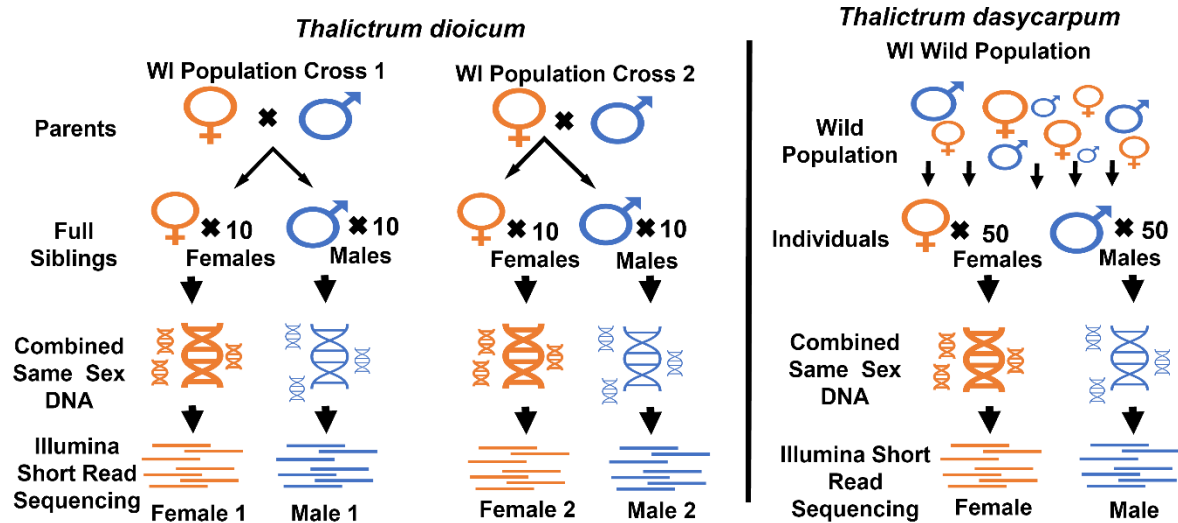 Thalictrum dioicum
WI Population Cross 1
WI Population Cross 2
Parents
Full
Siblings
✖ 10
Females
✖ 10
Males
✖ 10
Females
✖ 10
Males
Combined
Same Sex
DNA
Illumina
Short Read
Sequencing
Female 1
Male 1
Female 2
Male 2
Thalictrum dasycarpum
WI Wild Population
Wild
Population
Individuals
✖ 50
Females
✖ 50
Males
Combined
Same Sex
DNA
Illumina Short
Read
Sequencing
Female
Male